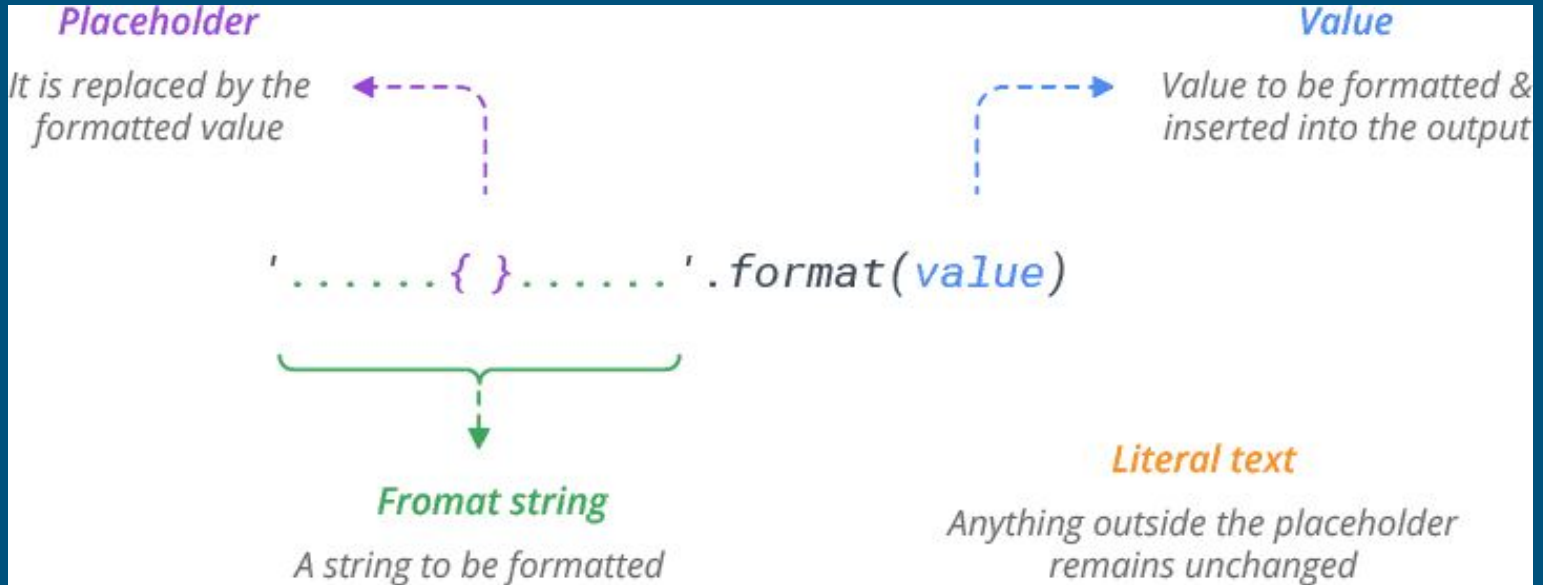 Placeholder
It is replaced by the
formatted value
Value
Value to be formatted &
inserted into the output
'......{ }......'.format(value)
Fromat string
A string to be formatted
Literal text
Anything outside the placeholder
remains unchanged